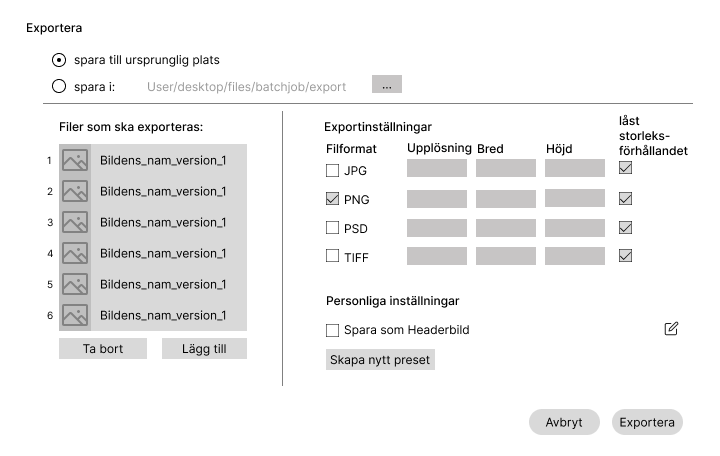 Exportera
spara till ursprunglig plats
spara i: User/desktop/files/batchjob/export ...
Filer som ska exporteras:
1 Bildens_nam_version_1
2 Bildens_nam_version_1
3 Bildens_nam_version_1
4 Bildens_nam_version_1
5 Bildens_nam_version_1
6 Bildens_nam_version_1
Ta bort Lägg till
Exportinställningar
låst
storleks-
förhållandet
Filformat Upplösning Bred Höjd
JPG
PNG
PSD
TIFF
Personliga inställningar
Spara som Headerbild
Skapa nytt preset
Avbryt Exportera